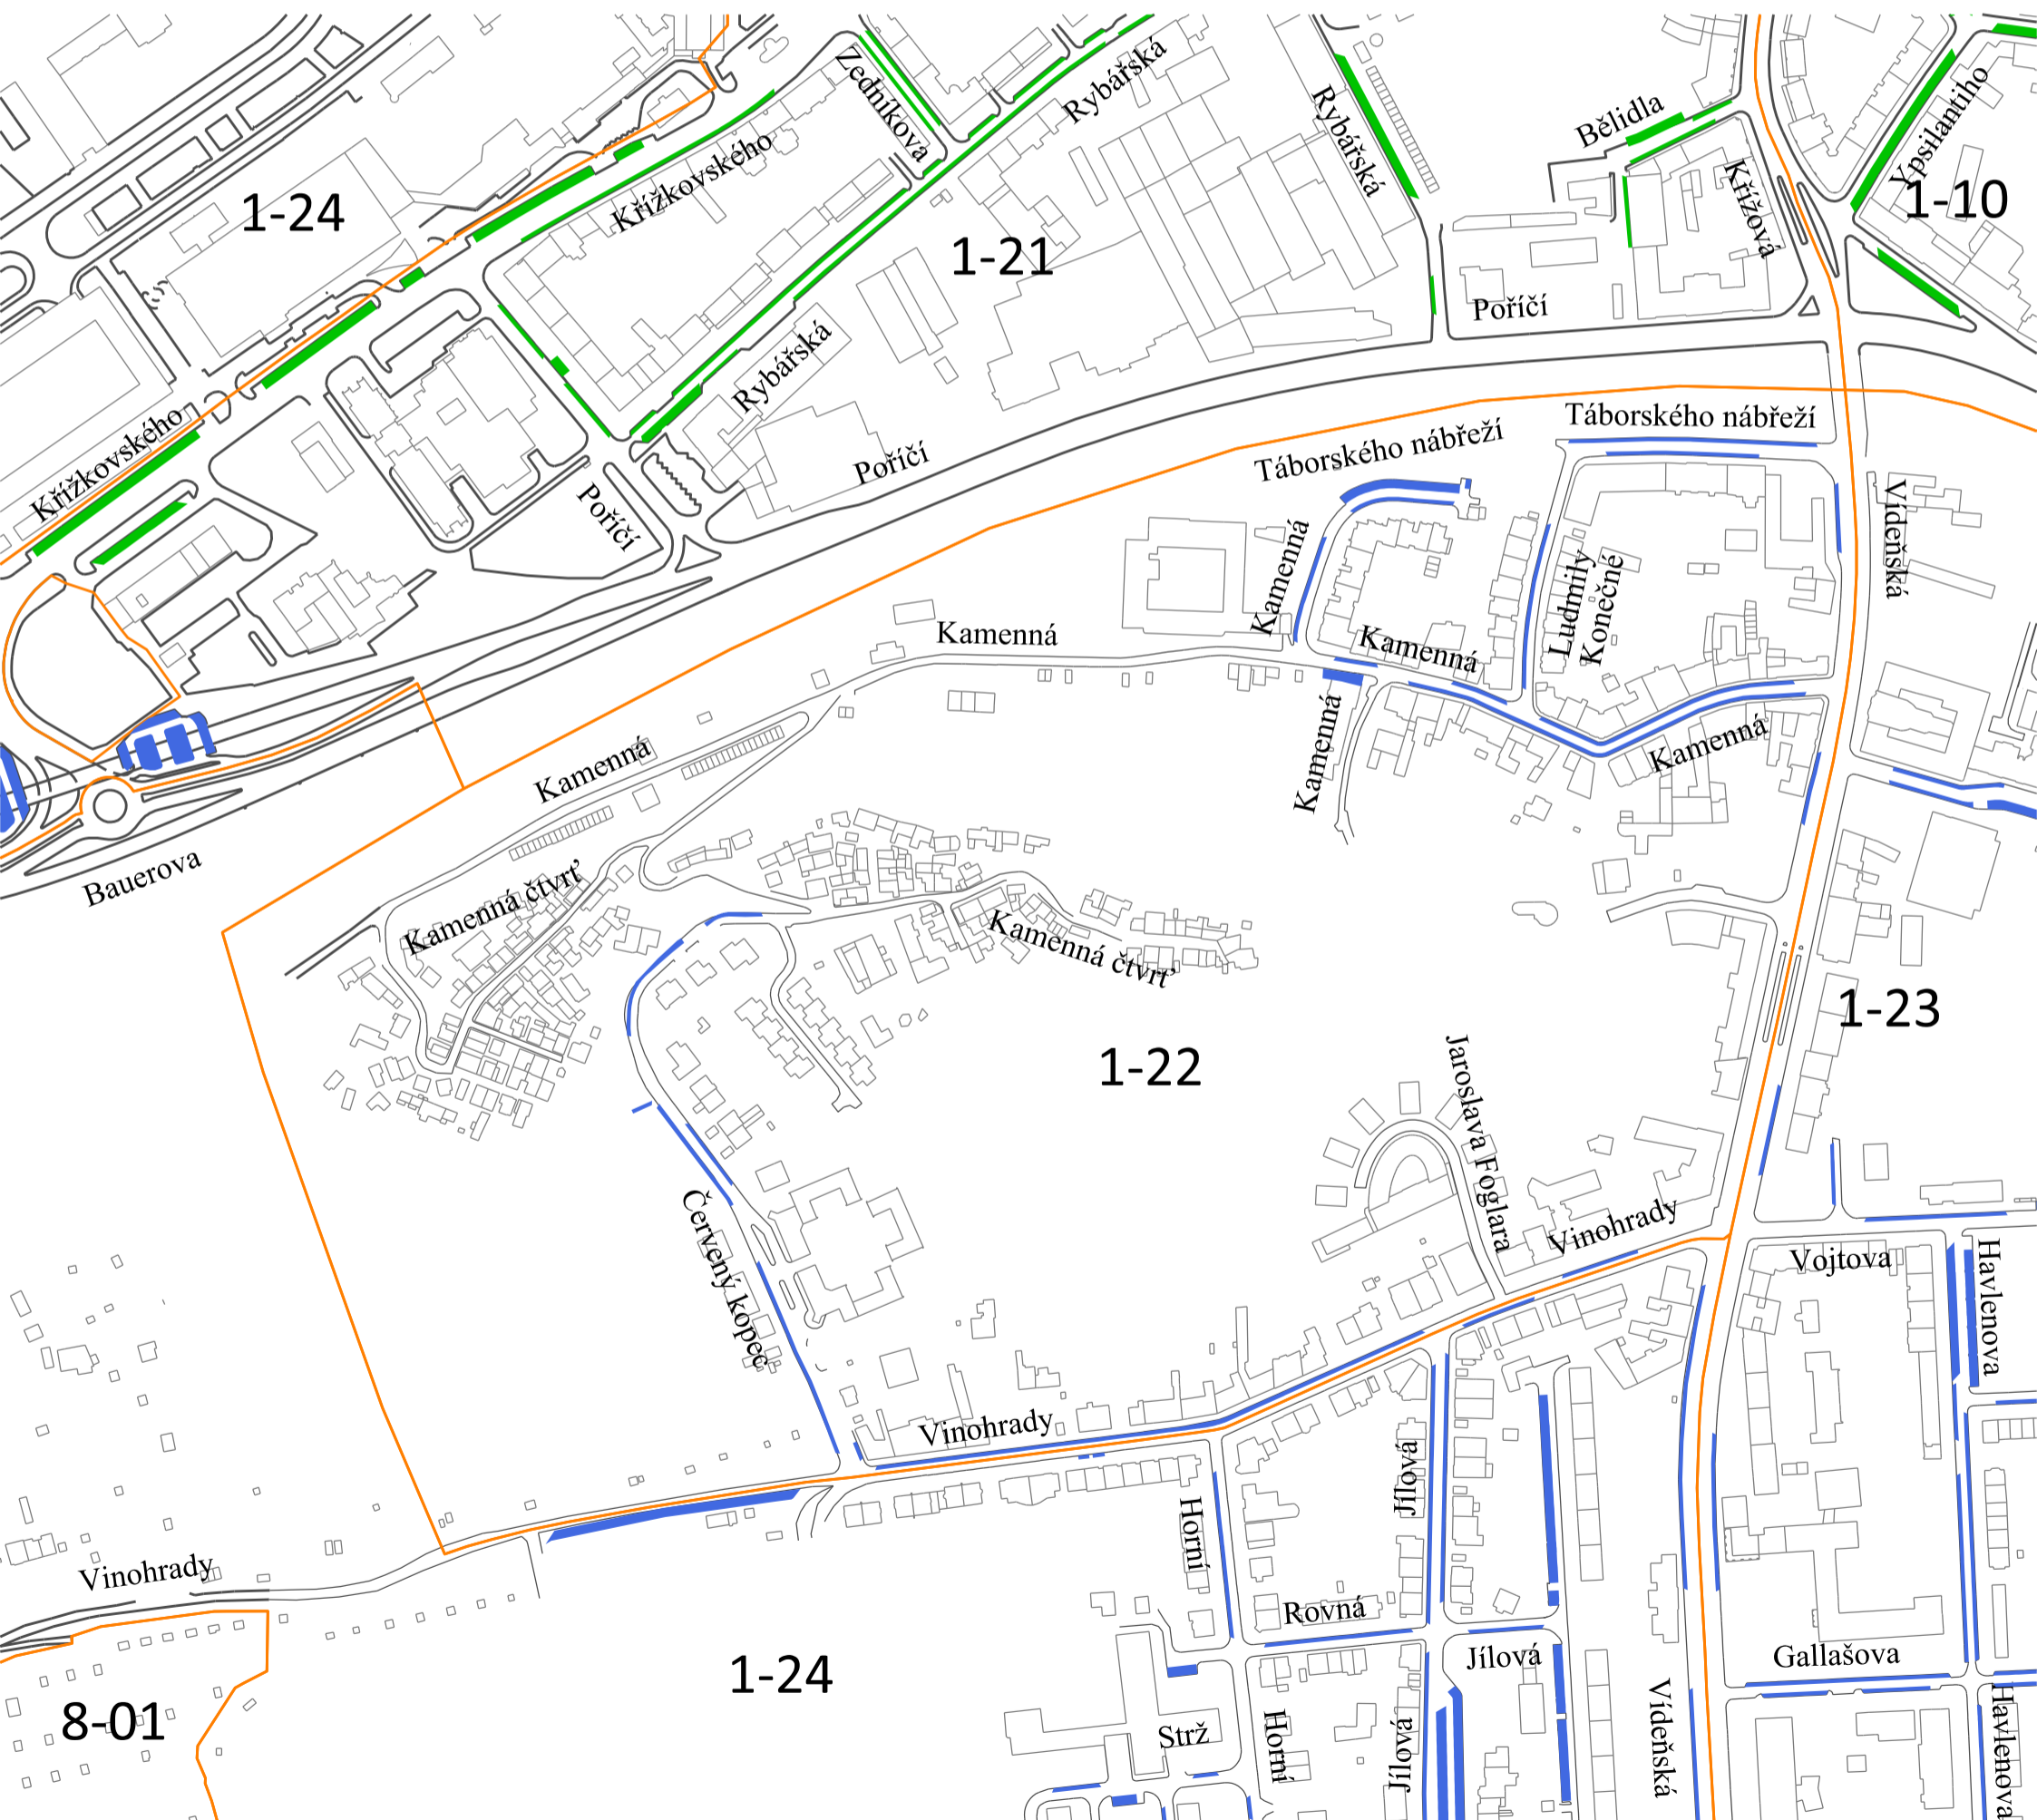 Zedníkova
Rybářská
Rybářská
Bělidla
Ypsilantiho
Křížová
1-24
Křížkovského
1-10
1-21
Poříčí
Rybářská
Křížkovského
Táborského nábřeží
Táborského nábřeží
Poříčí
Poříčí
Vídeňská
Kamenná
Ludmily
Konečné
Kamenná
Kamenná
Kamenná
Kamenná
Kamenná
Bauerova
Kamenná čtvrť
Kamenná čtvrť
1-23
1-22
Jaroslava Foglara
Červený kopec
Vinohrady
Vojtova
Havlenova
Vinohrady
Jílová
Horní
Vinohrady
Rovná
Jílová
Gallašova
1-24
8-01
Strž
Horní
Jílová
Vídeňská
Havlenova